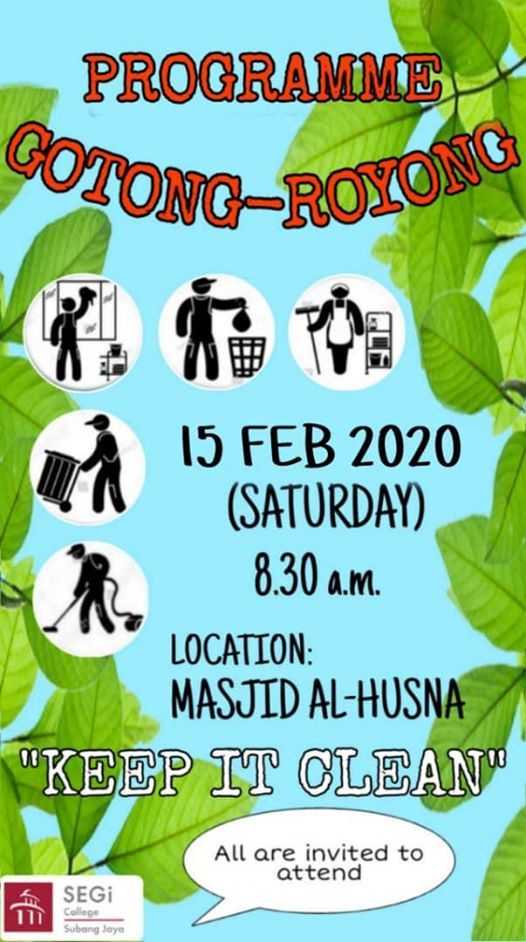 PROGRAMME
GOTONG-ROYONG
15 FEB 2020
(SATURDAY)
8.30 a.m.
LOCATION:
MASJID AL-HUSNA
"KEEP IT CLEAN"
All are invited to
attend
SEGi
College
Subang Jaya